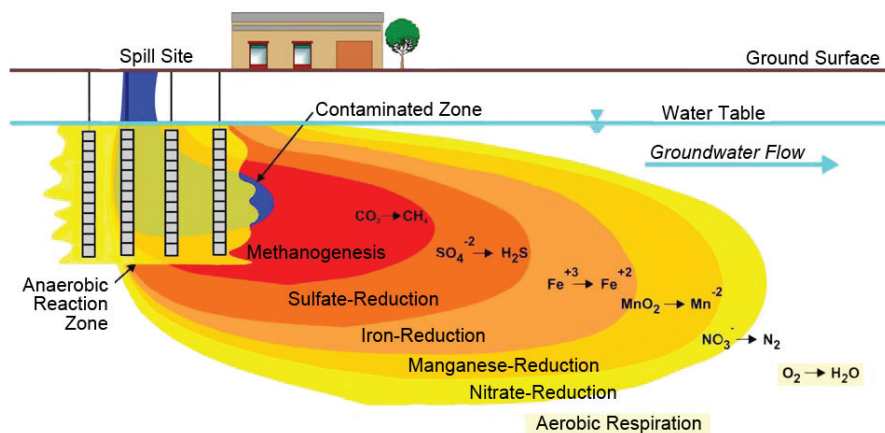 Spill Site
Ground Surface
Contaminated Zone
Water Table
Groundwater Flow
CO₂→CH₄
Methanogenesis
SO₄⁻² → H₂S
Anaerobic
Reaction
Zone
Fe⁺³ → Fe⁺²
Sulfate-Reduction
MnO₂→Mn⁻²
Iron-Reduction
NO₃⁻→N₂
Manganese-Reduction
O₂→H₂O
Nitrate-Reduction
Aerobic Respiration